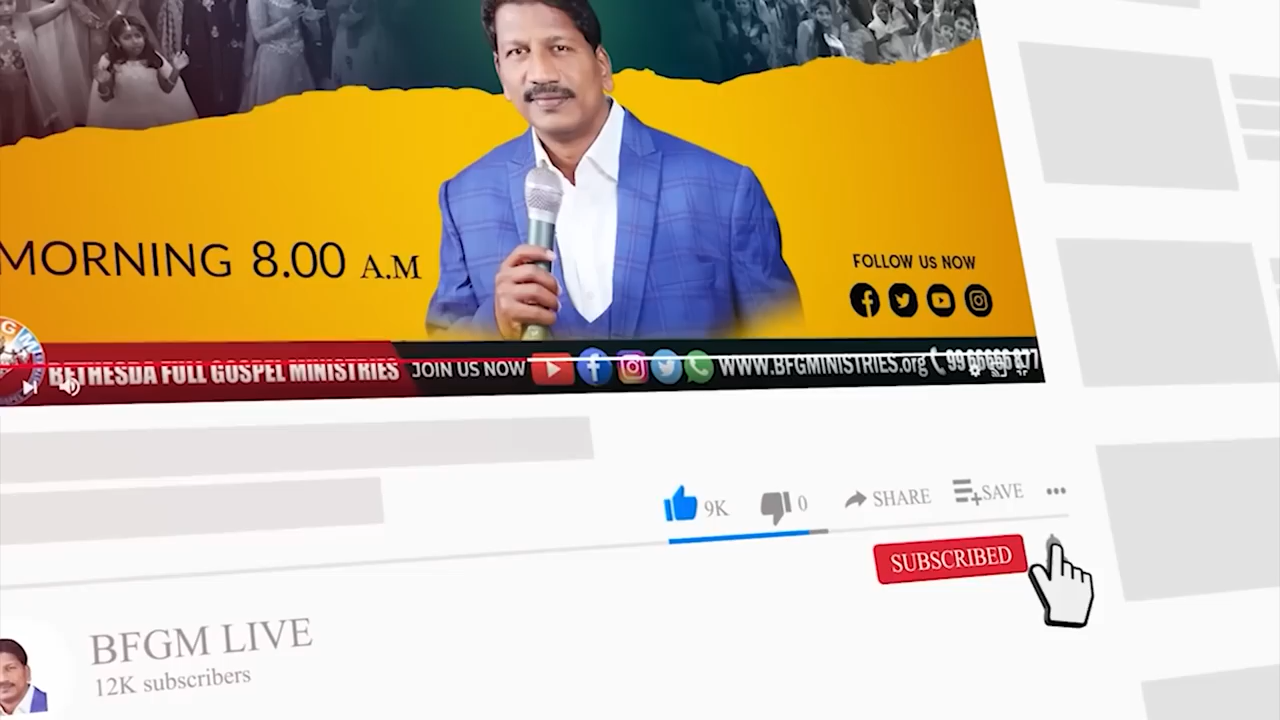 MORNING 8.00 A.M
FOLLOW US NOW
BETHESDA FULL GOSPEL MINISTRIES JOIN US NOW WWW.BFGMINISTRIES.org
9K 0 SHARE SAVE
SUBSCRIBED
BFGM LIVE
12K subscribers